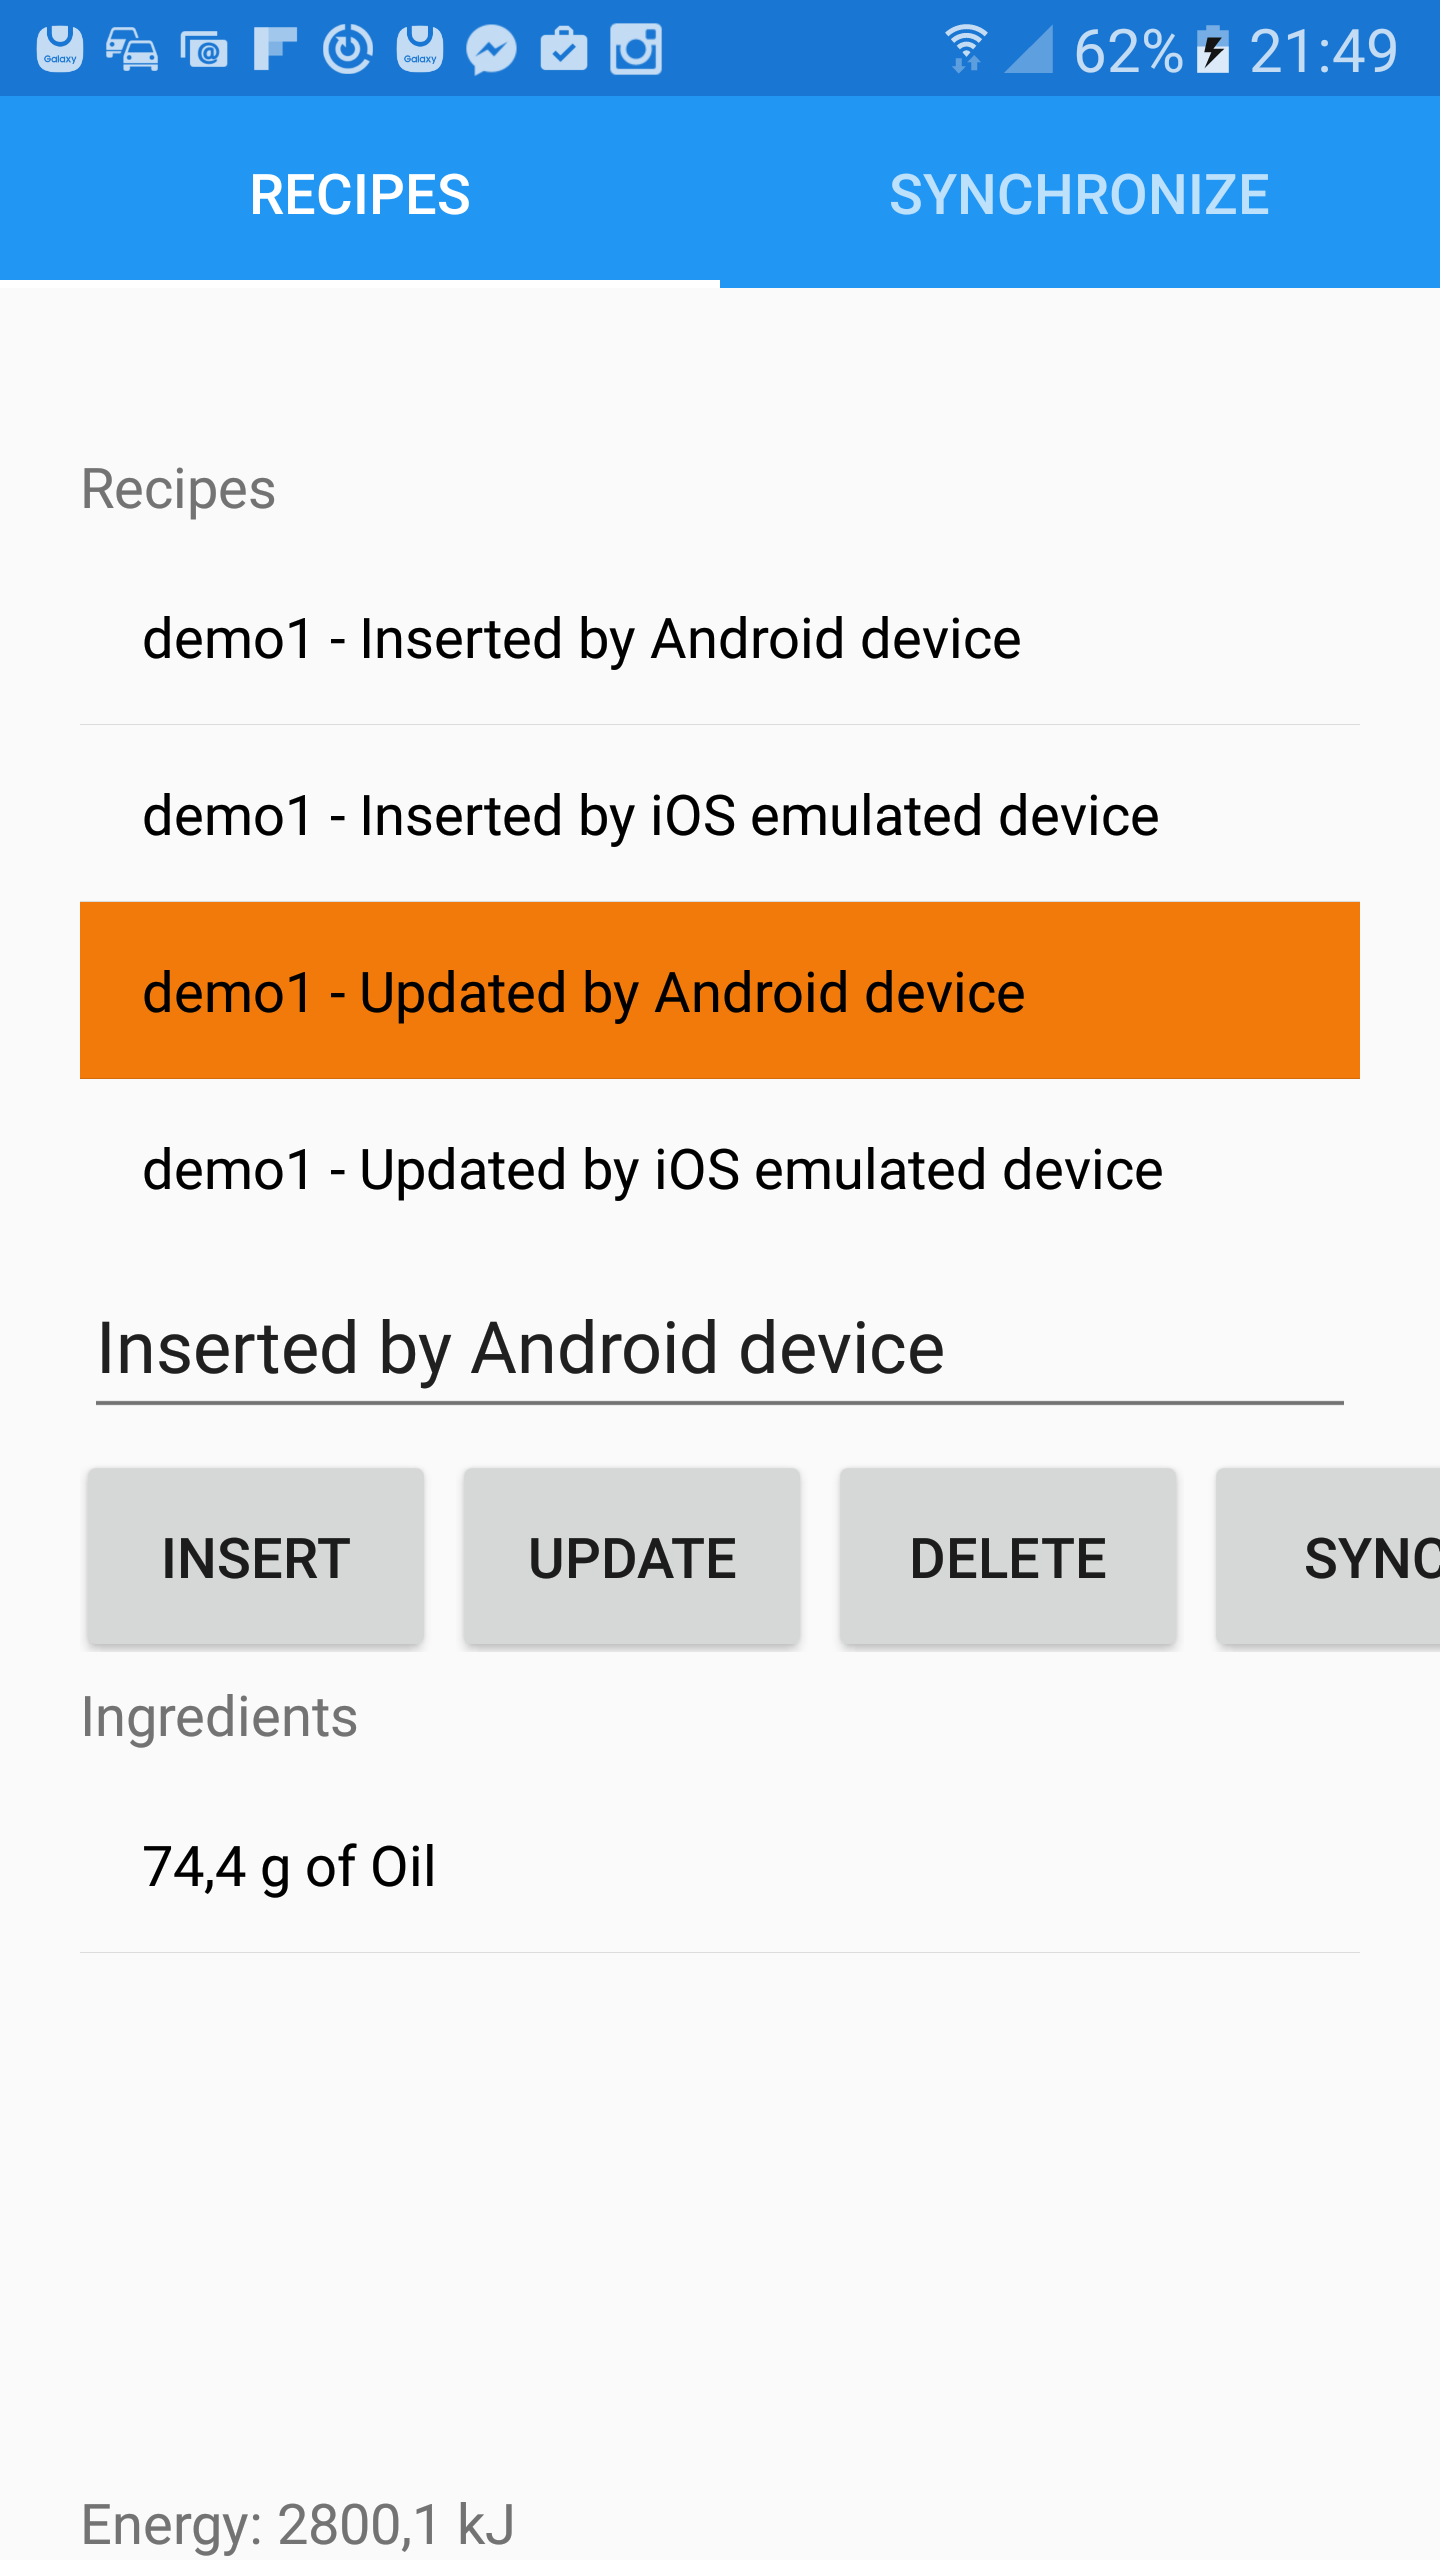 Galaxy Galaxy 62% 21:49
RECIPES SYNCHRONIZE
Recipes
demo1 - Inserted by Android device
demo1 - Inserted by iOS emulated device
demo1 - Updated by Android device
demo1 - Updated by iOS emulated device
Inserted by Android device
INSERT UPDATE DELETE SYNC
Ingredients
74,4 g of Oil
Energy: 2800,1 kJ